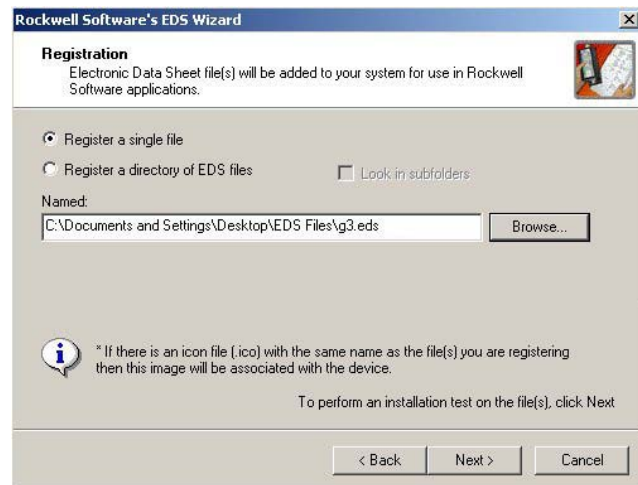 Rockwell Software's EDS Wizard
Registration
Electronic Data Sheet file(s) will be added to your system for use in Rockwell
Software applications.
Register a single file
Register a directory of EDS files
Look in subfolders
Named:
C:\Documents and Settings\Desktop\EDS Files\g3.eds
Browse...
* If there is an icon file (.ico) with the same name as the file(s) you are registering
then this image will be associated with the device.
To perform an installation test on the file(s), click Next
< Back
Next >
Cancel